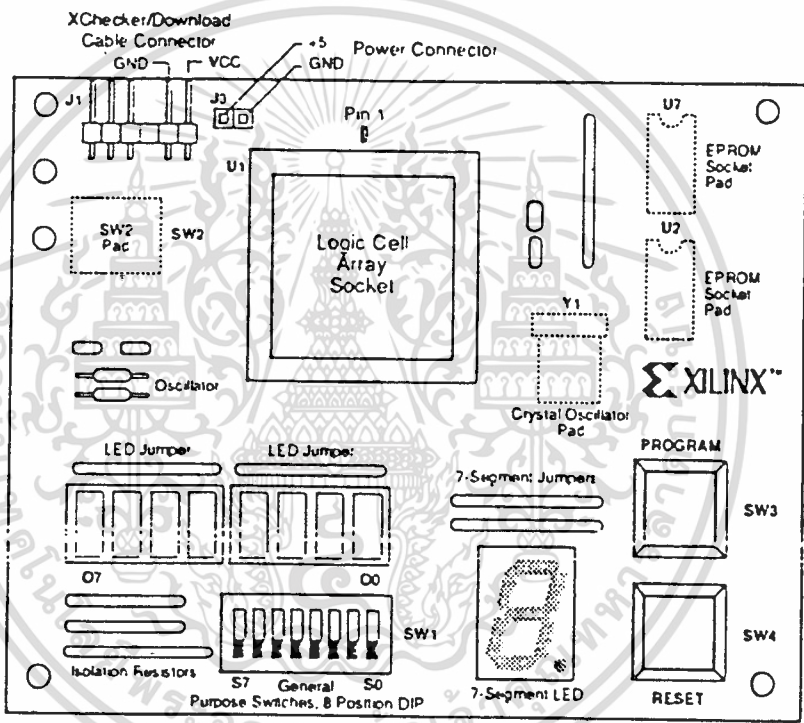 XChecker/Download
Cable Connector
GND VCC
+5
GND
Power Connector
J1
J3
Pin 1
U1
U7
EPROM
Socket
Pad
SW2
Pad
SW2
Logic Cell
Array
Socket
U2
EPROM
Socket
Pad
Y1
Oscillator
Crystal Oscillator
Pad
XILINX™
LED Jumper
LED Jumper
7-Segment Jumpers
PROGRAM
SW3
O7
O0
SW1
SW4
Isolation Resistors
S7
General
S0
Purpose Switches, 8 Position DIP
7-Segment LED
RESET